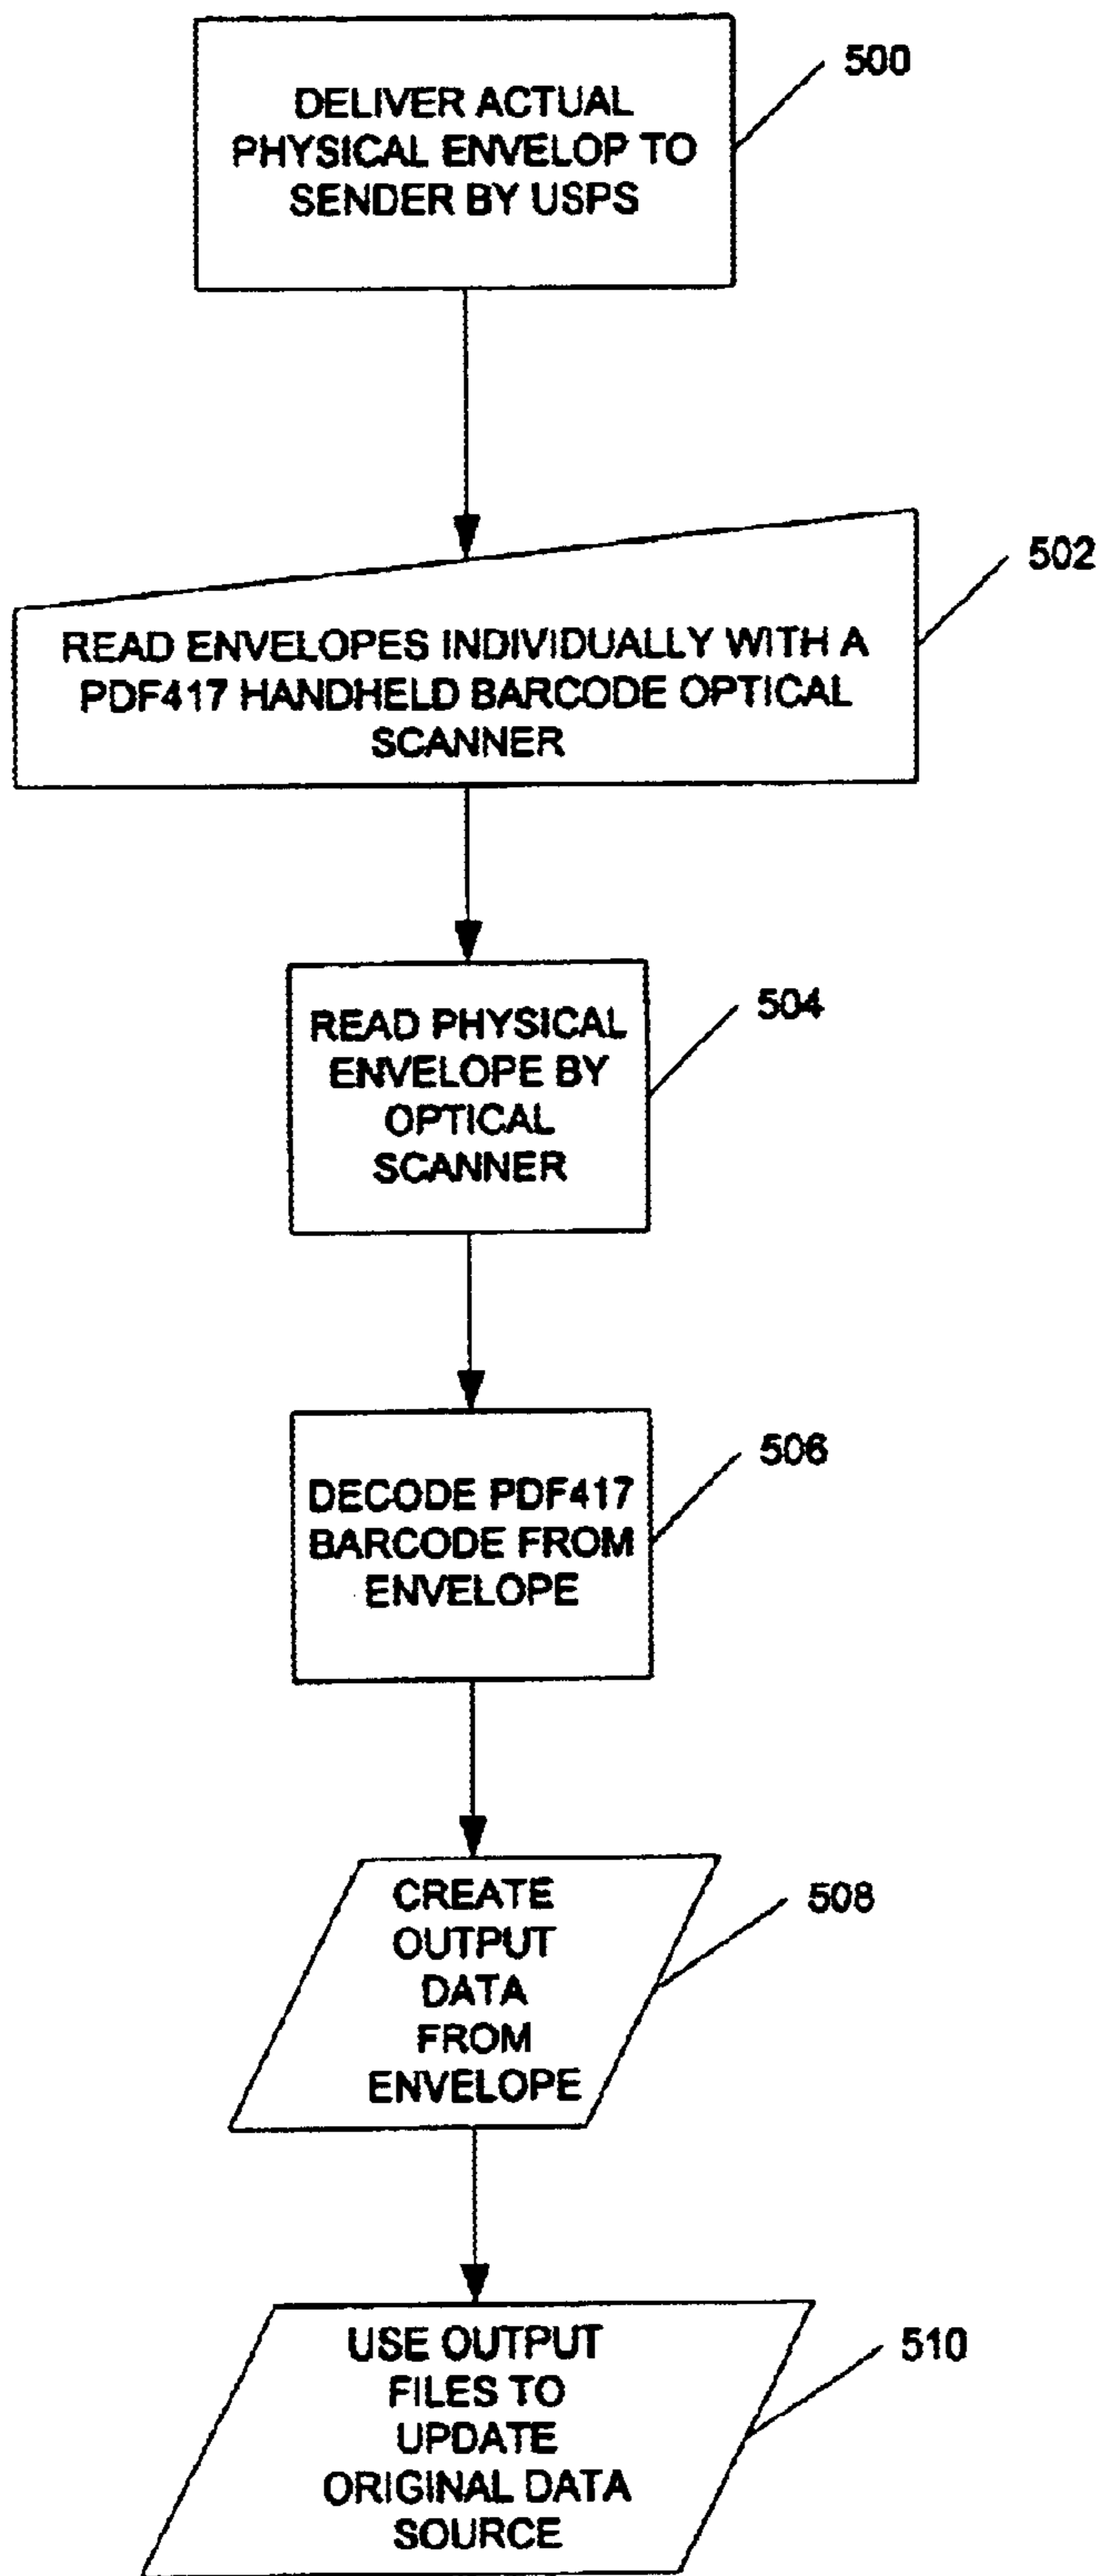 DELIVER ACTUAL
PHYSICAL ENVELOP TO
SENDER BY USPS
500
READ ENVELOPES INDIVIDUALLY WITH A
PDF417 HANDHELD BARCODE OPTICAL
SCANNER
502
READ PHYSICAL
ENVELOPE BY
OPTICAL
SCANNER
504
DECODE PDF417
BARCODE FROM
ENVELOPE
506
CREATE
OUTPUT
DATA
FROM
ENVELOPE
508
USE OUTPUT
FILES TO
UPDATE
ORIGINAL DATA
SOURCE
510